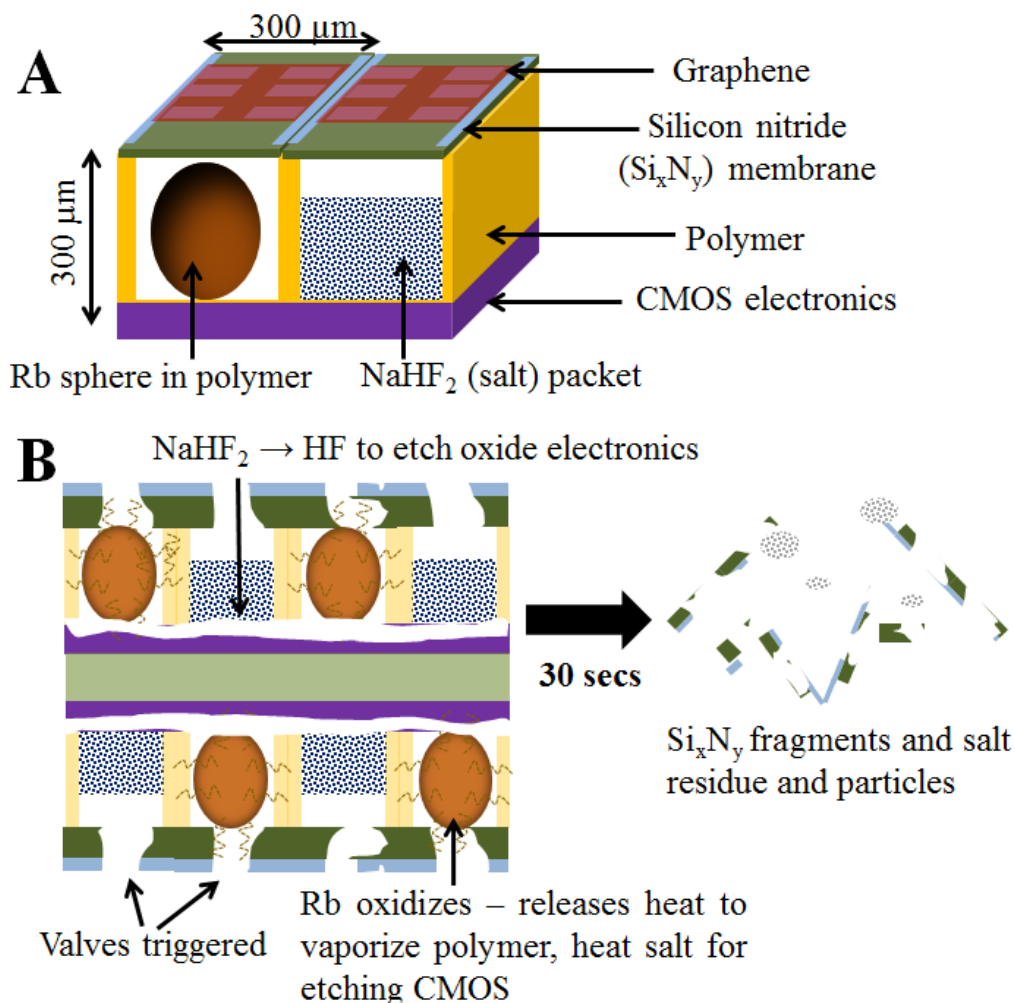 A
300 µm
Graphene
Silicon nitride
(SixNy) membrane
300 µm
Polymer
CMOS electronics
Rb sphere in polymer
NaHF2 (salt) packet
B
NaHF2 → HF to etch oxide electronics
30 secs
SixNy fragments and salt
residue and particles
Valves triggered
Rb oxidizes – releases heat to
vaporize polymer, heat salt for
etching CMOS